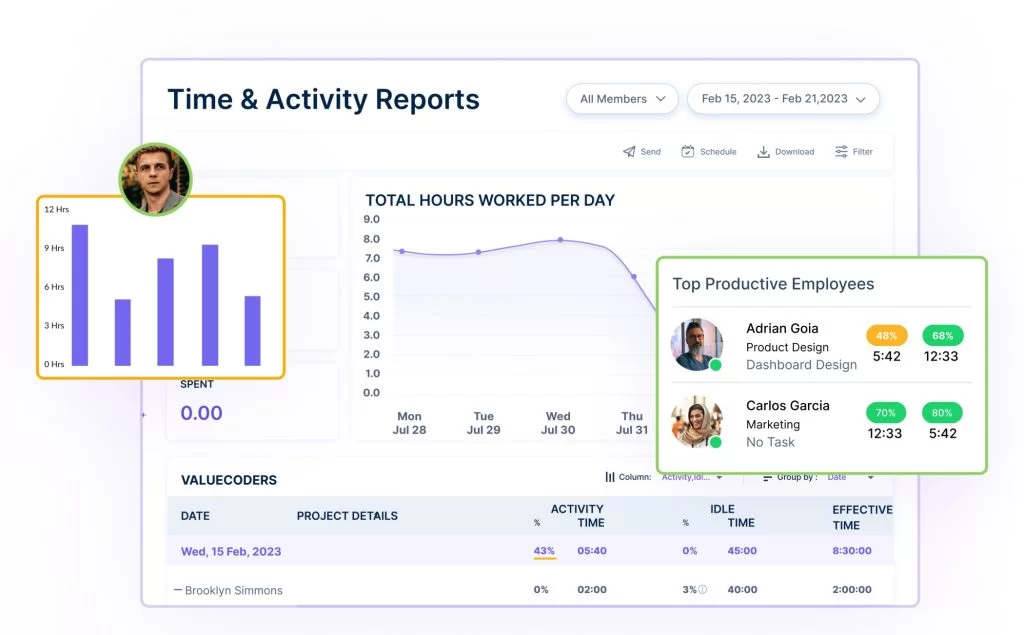 Time & Activity Reports
All Members
Feb 15, 2023 - Feb 21,2023
Send
Schedule
Download
Filter
12 Hrs
9 Hrs
6 Hrs
3 Hrs
0 Hrs
SPENT
0.00
TOTAL HOURS WORKED PER DAY
9.0
8.0
7.0
6.0
5.0
4.0
3.0
2.0
1.0
0.0
Mon Tue Wed Thu
Jul 28 Jul 29 Jul 30 Jul 31
Top Productive Employees
Adrian Goia
Product Design
Dashboard Design
48% 68%
5:42 12:33
Carlos Garcia
Marketing
No Task
70% 80%
12:33 5:42
VALUECODERS
Column: Activity,Idl...
Group by : Date
DATE PROJECT DETAILS ACTIVITY % TIME IDLE % TIME EFFECTIVE TIME
Wed, 15 Feb, 2023 43% 05:40 0% 45:00 8:30:00
Brooklyn Simmons 0% 02:00 3% 40:00 2:00:00